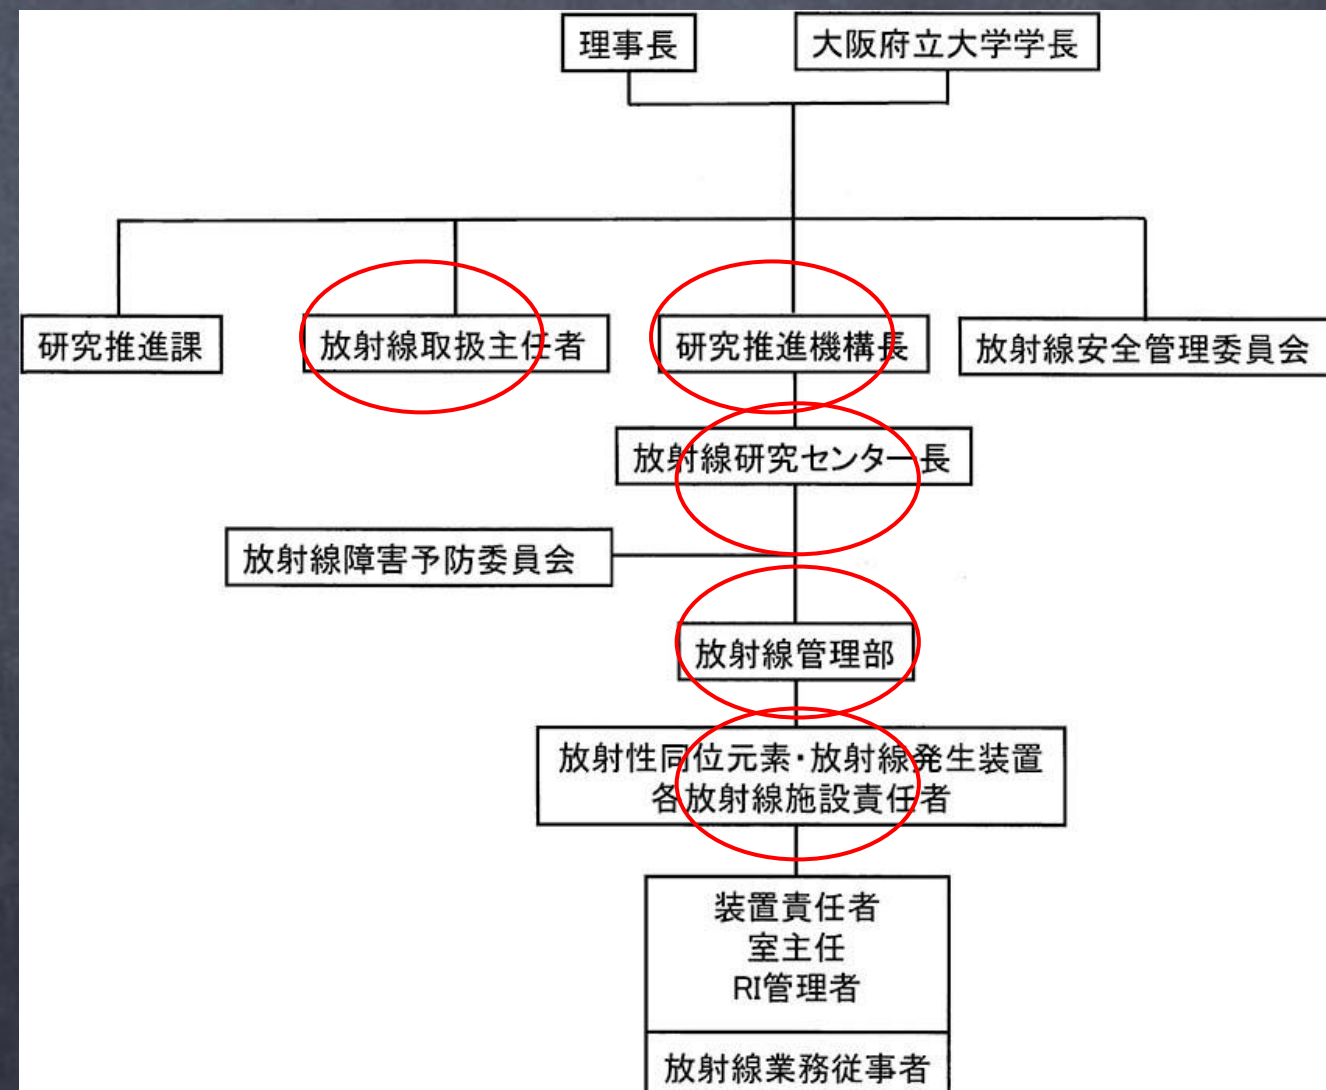 理事長
大阪府立大学学長
研究推進課
放射線取扱主任者
研究推進機構長
放射線安全管理委員会
放射線研究センター長
放射線障害予防委員会
放射線管理部
放射性同位元素・放射線発生装置
各放射線施設責任者
装置責任者
室主任
RI管理者
放射線業務従事者